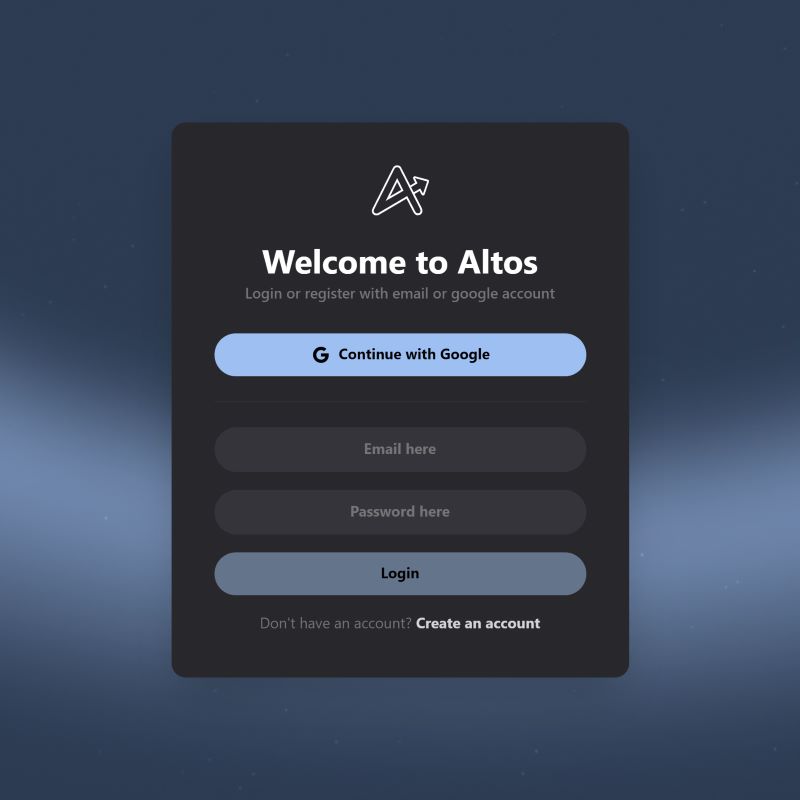 Welcome to Altos
Login or register with email or google account
Continue with Google
Email here
Password here
Login
Don't have an account? Create an account